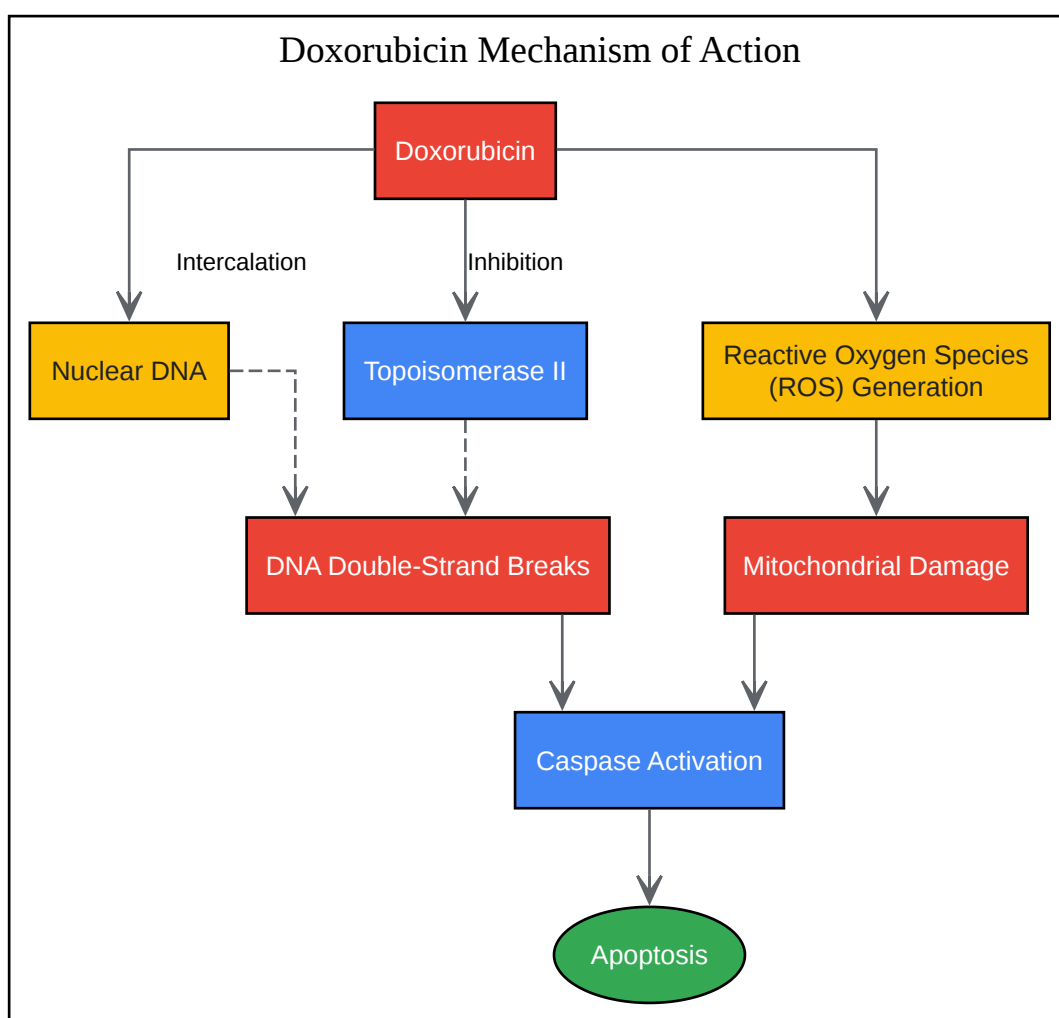 Doxorubicin Mechanism of Action
Doxorubicin
Intercalation
Inhibition
Nuclear DNA
Topoisomerase II
Reactive Oxygen Species
(ROS) Generation
DNA Double-Strand Breaks
Mitochondrial Damage
Caspase Activation
Apoptosis